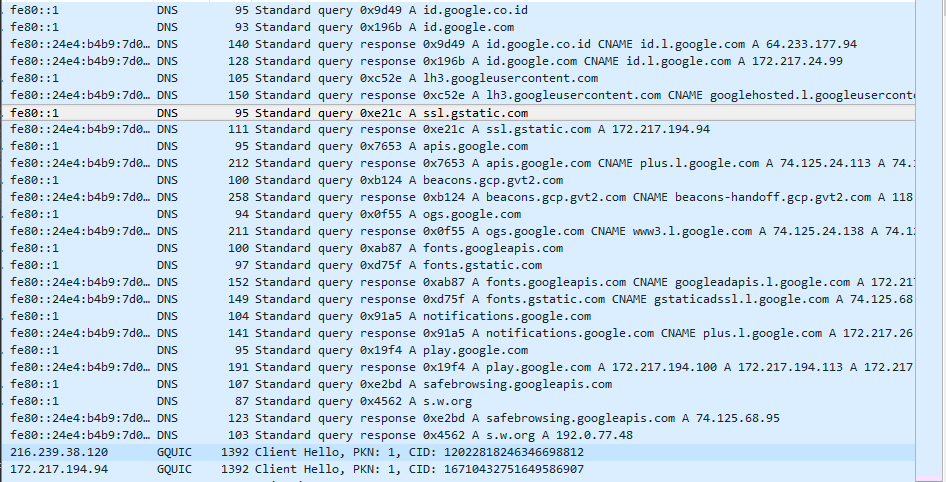 fe80::1 DNS 95 Standard query 0x9d49 A id.google.co.id
fe80::1 DNS 93 Standard query 0x196b A id.google.com
fe80::24e4:b4b9:7d0… DNS 140 Standard query response 0x9d49 A id.google.co.id CNAME id.l.google.com A 64.233.177.94
fe80::24e4:b4b9:7d0… DNS 128 Standard query response 0x196b A id.google.com CNAME id.l.google.com A 172.217.24.99
fe80::1 DNS 105 Standard query 0xc52e A lh3.googleusercontent.com
fe80::24e4:b4b9:7d0… DNS 150 Standard query response 0xc52e A lh3.googleusercontent.com CNAME googlehosted.l.googleuserconte
fe80::1 DNS 95 Standard query 0xe21c A ssl.gstatic.com
fe80::24e4:b4b9:7d0… DNS 111 Standard query response 0xe21c A ssl.gstatic.com A 172.217.194.94
fe80::1 DNS 95 Standard query 0x7653 A apis.google.com
fe80::24e4:b4b9:7d0… DNS 212 Standard query response 0x7653 A apis.google.com CNAME plus.l.google.com A 74.125.24.113 A 74.1
fe80::1 DNS 100 Standard query 0xb124 A beacons.gcp.gvt2.com
fe80::24e4:b4b9:7d0… DNS 258 Standard query response 0xb124 A beacons.gcp.gvt2.com CNAME beacons-handoff.gcp.gvt2.com A 118
fe80::1 DNS 94 Standard query 0x0f55 A ogs.google.com
fe80::24e4:b4b9:7d0… DNS 211 Standard query response 0x0f55 A ogs.google.com CNAME www3.l.google.com A 74.125.24.138 A 74.12
fe80::1 DNS 100 Standard query 0xab87 A fonts.googleapis.com
fe80::1 DNS 97 Standard query 0xd75f A fonts.gstatic.com
fe80::24e4:b4b9:7d0… DNS 152 Standard query response 0xab87 A fonts.googleapis.com CNAME googleadapis.l.google.com A 172.217
fe80::24e4:b4b9:7d0… DNS 149 Standard query response 0xd75f A fonts.gstatic.com CNAME gstaticadssl.l.google.com A 74.125.68
fe80::1 DNS 104 Standard query 0x91a5 A notifications.google.com
fe80::24e4:b4b9:7d0… DNS 141 Standard query response 0x91a5 A notifications.google.com CNAME plus.l.google.com A 172.217.26
fe80::1 DNS 95 Standard query 0x19f4 A play.google.com
fe80::24e4:b4b9:7d0… DNS 191 Standard query response 0x19f4 A play.google.com A 172.217.194.100 A 172.217.194.113 A 172.217
fe80::1 DNS 107 Standard query 0xe2bd A safebrowsing.googleapis.com
fe80::1 DNS 87 Standard query 0x4562 A s.w.org
fe80::24e4:b4b9:7d0… DNS 123 Standard query response 0xe2bd A safebrowsing.googleapis.com A 74.125.68.95
fe80::24e4:b4b9:7d0… DNS 103 Standard query response 0x4562 A s.w.org A 192.0.77.48
216.239.38.120 GQUIC 1392 Client Hello, PKN: 1, CID: 12022818246346698812
172.217.194.94 GQUIC 1392 Client Hello, PKN: 1, CID: 16710432751649586907